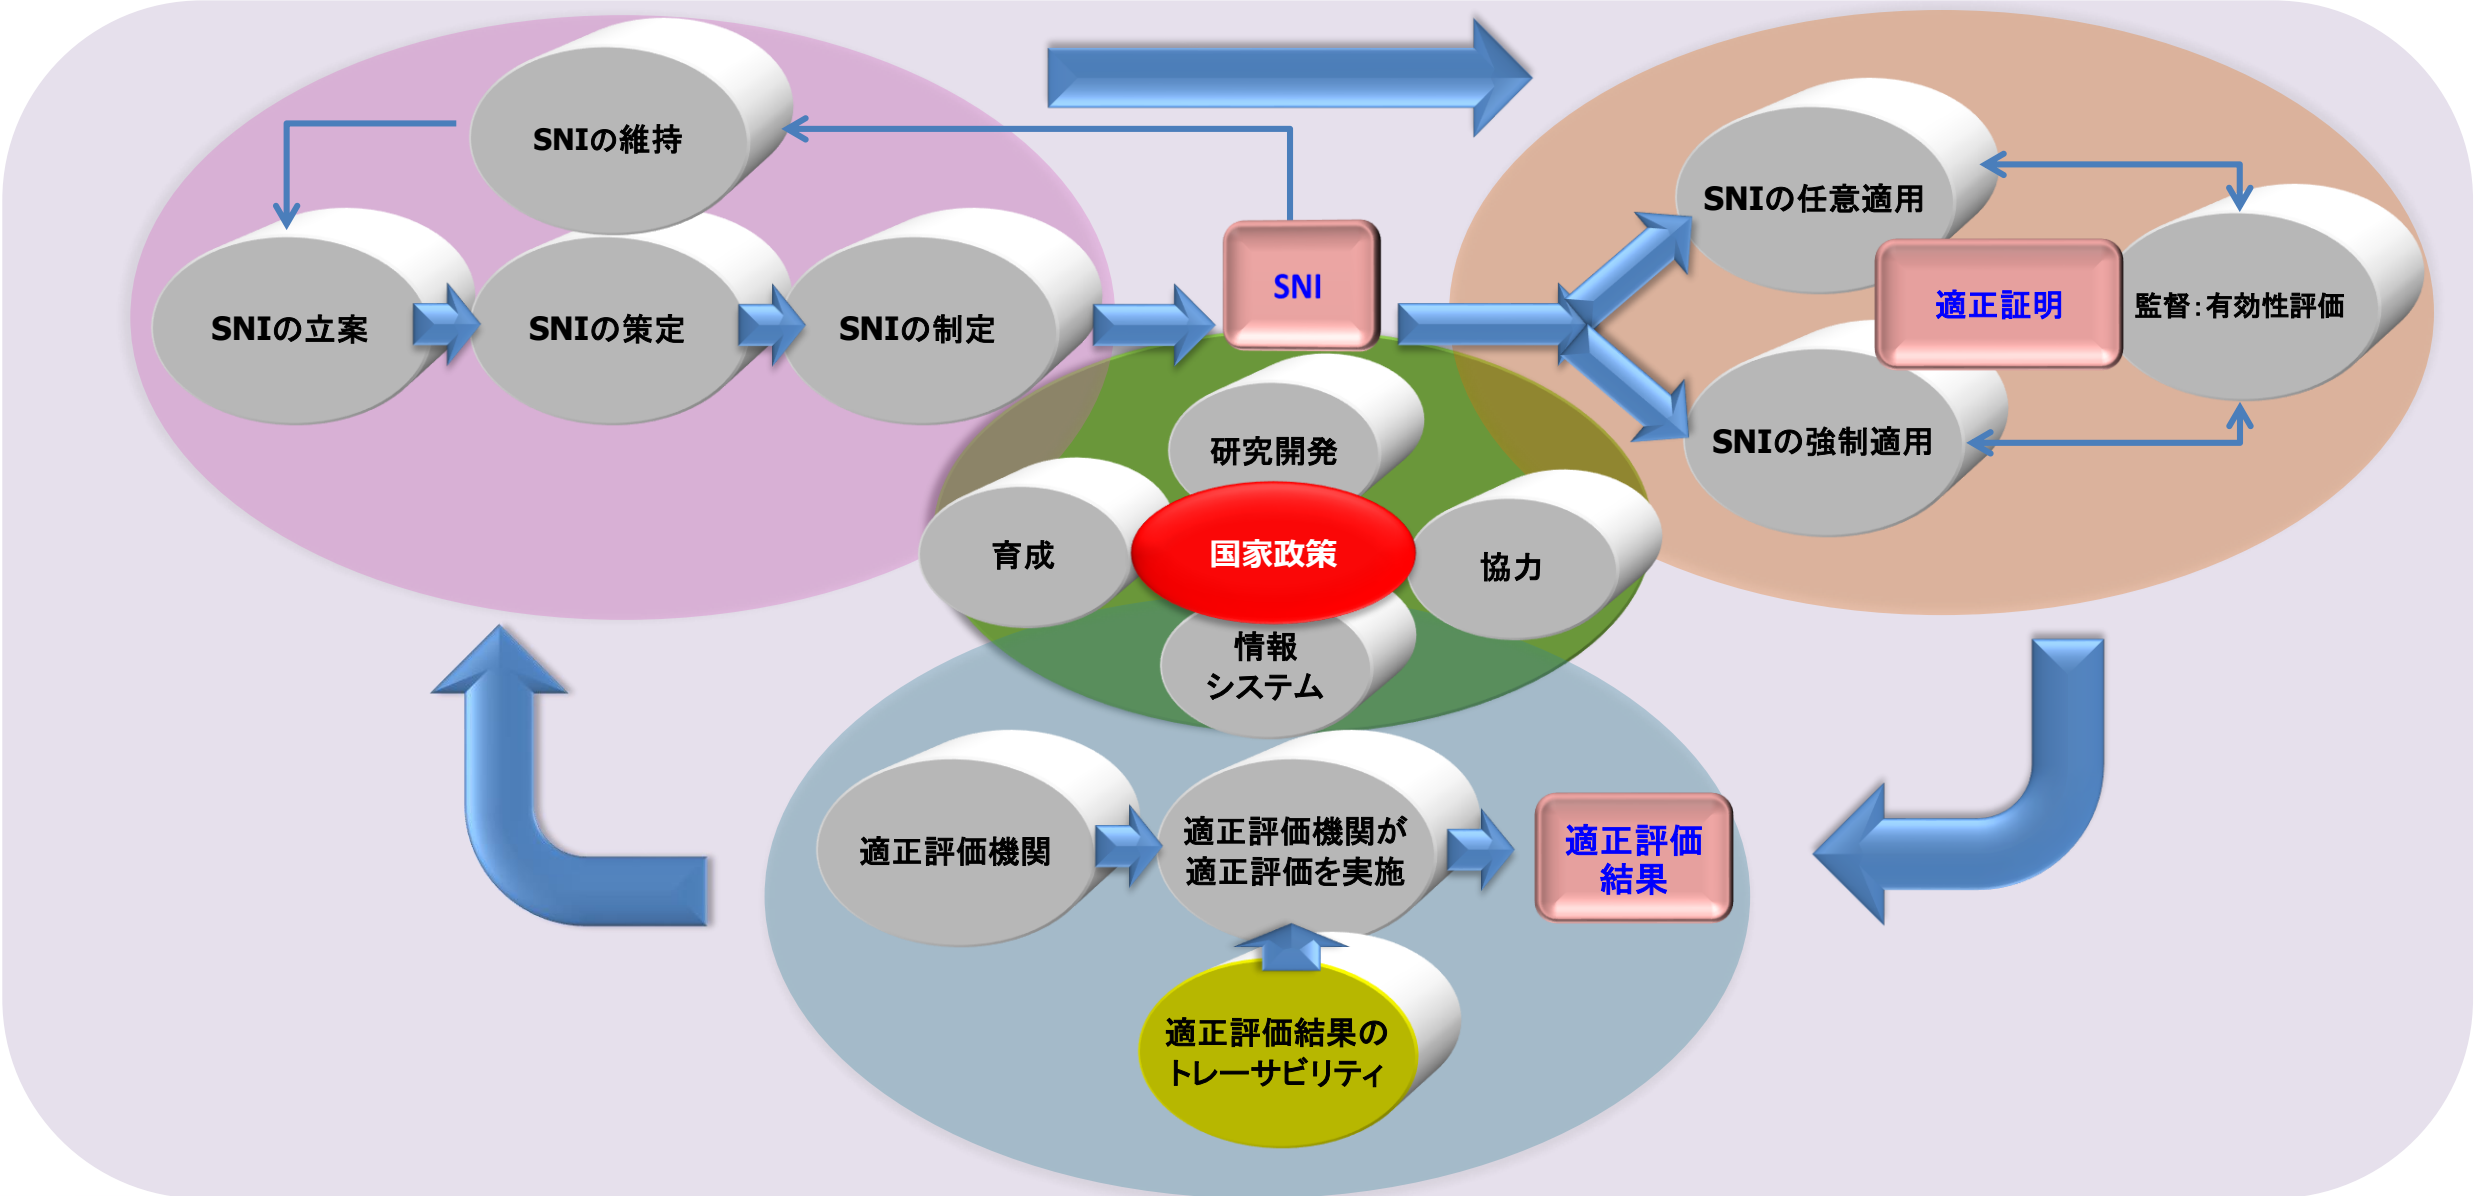 SNIの維持
SNIの立案
SNIの策定
SNIの制定
SNI
SNIの任意適用
適正証明
監督：有効性評価
SNIの強制適用
研究開発
育成
国家政策
協力
情報
システム
適正評価機関
適正評価機関が
適正評価を実施
適正評価
結果
適正評価結果の
トレーサビリティ